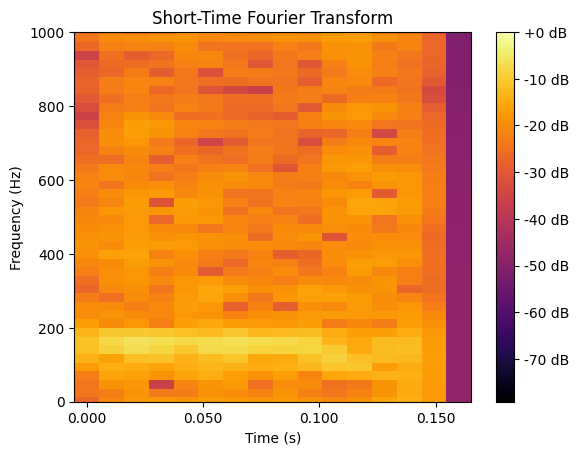 Short-Time Fourier Transform
1000
800
600
400
200
0
Frequency (Hz)
0.000
0.050
0.100
0.150
Time (s)
+0 dB
-10 dB
-20 dB
-30 dB
-40 dB
-50 dB
-60 dB
-70 dB